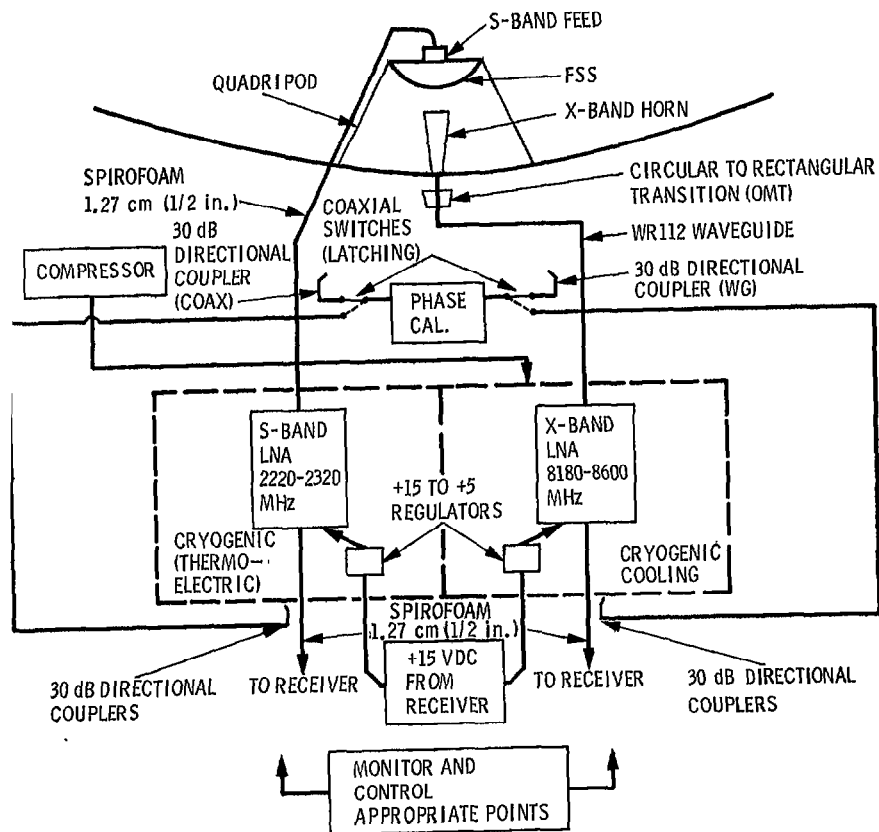 S-BAND FEED
QUADRIPOD
FSS
X-BAND HORN
CIRCULAR TO RECTANGULAR
TRANSITION (OMT)
SPIROFOAM
1.27 cm (1/2 in.)
30 dB
DIRECTIONAL
COUPLER
(COAX)
COAXIAL
SWITCHES
(LATCHING)
WR112 WAVEGUIDE
30 dB DIRECTIONAL
COUPLER (WG)
COMPRESSOR
PHASE
CAL.
S-BAND
LNA
2220-2320
MHz
X-BAND
LNA
8180-8600
MHz
+15 TO +5
REGULATORS
CRYOGENIC
(THERMO-
ELECTRIC)
CRYOGENIC
COOLING
SPIROFOAM
1.27 cm (1/2 in.)
30 dB DIRECTIONAL
COUPLERS
TO RECEIVER
+15 VDC
FROM
RECEIVER
TO RECEIVER
30 dB DIRECTIONAL
COUPLERS
MONITOR AND
CONTROL
APPROPRIATE POINTS